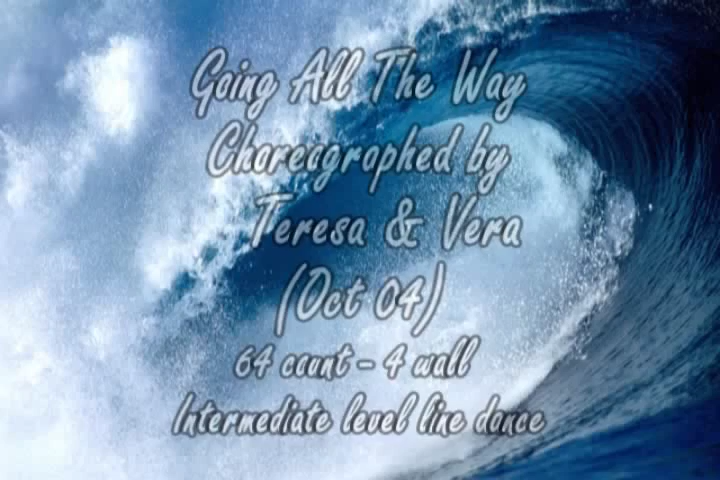 Going All The Way
Choreographed by
Teresa & Vera
(Oct 04)
64 count - 4 wall
Intermediate level line dance